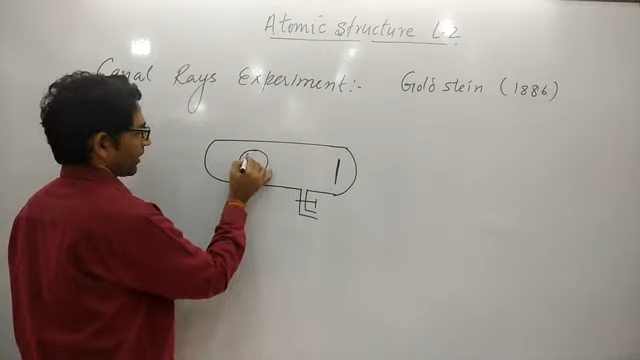 Atomic Structure L-2
Canal Rays Experiment:- Goldstein (1886)